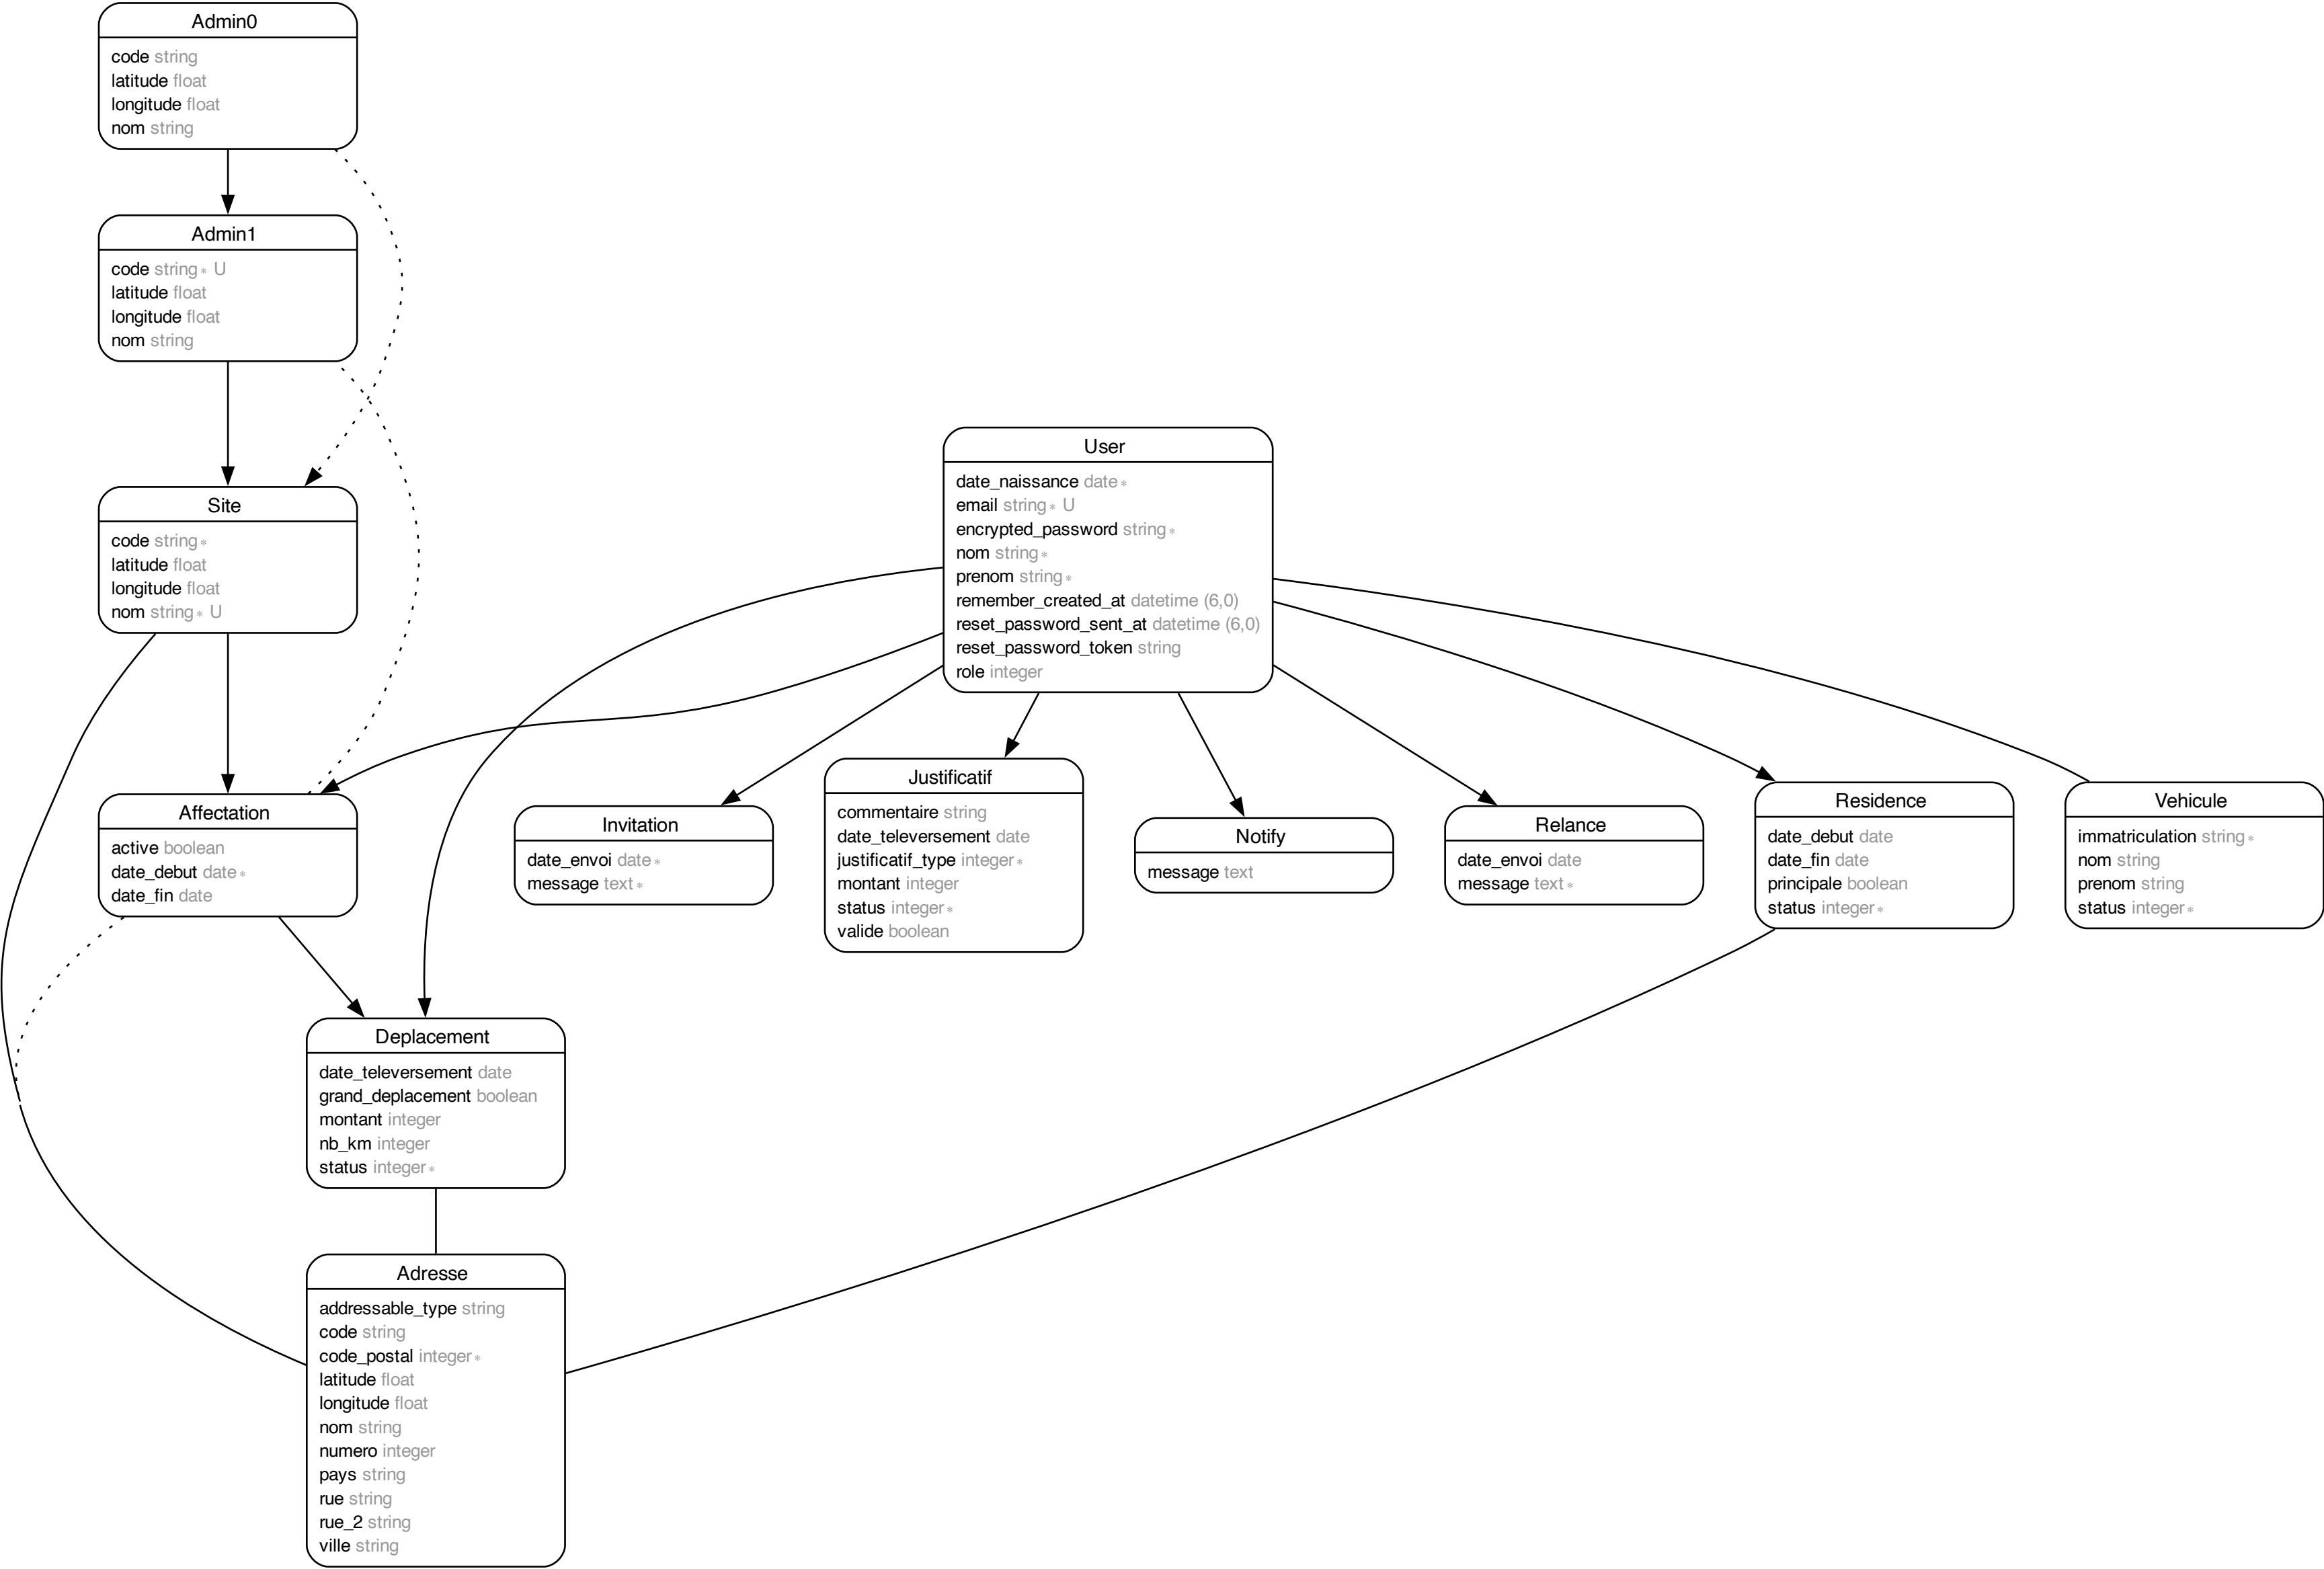 Admin0
code string
latitude float
longitude float
nom string
Admin1
code string∗ U
latitude float
longitude float
nom string
Site
code string∗
latitude float
longitude float
nom string∗ U
User
date_naissance date∗
email string∗ U
encrypted_password string∗
nom string∗
prenom string∗
remember_created_at datetime (6,0)
reset_password_sent_at datetime (6,0)
reset_password_token string
role integer
Affectation
active boolean
date_debut date∗
date_fin date
Invitation
date_envoi date∗
message text∗
Justificatif
commentaire string
date_televersement date
justificatif_type integer∗
montant integer
status integer∗
valide boolean
Notify
message text
Relance
date_envoi date
message text∗
Residence
date_debut date
date_fin date
principale boolean
status integer∗
Vehicule
immatriculation string∗
nom string
prenom string
status integer∗
Deplacement
date_televersement date
grand_deplacement boolean
montant integer
nb_km integer
status integer∗
Adresse
addressable_type string
code string
code_postal integer∗
latitude float
longitude float
nom string
numero integer
pays string
rue string
rue_2 string
ville string